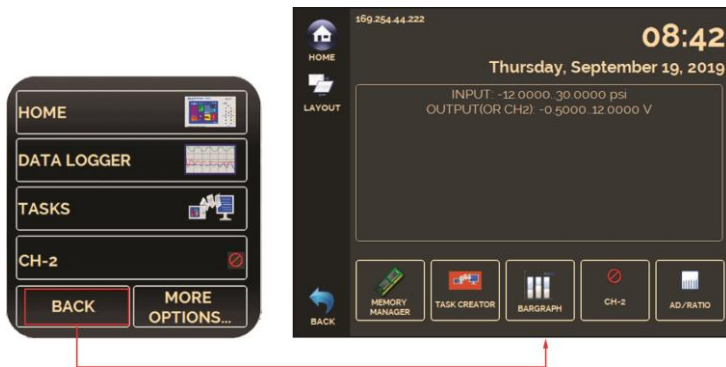 HOME
DATA LOGGER
TASKS
CH-2
BACK
MORE
OPTIONS...
169.254.44.222
HOME
LAYOUT
BACK
08:42
Thursday, September 19, 2019
INPUT: -12.0000..30.0000 psi
OUTPUT(OR CH2): -0.5000..12.0000 V
MEMORY
MANAGER
TASK CREATOR
BARGRAPH
CH-2
AD/RATIO